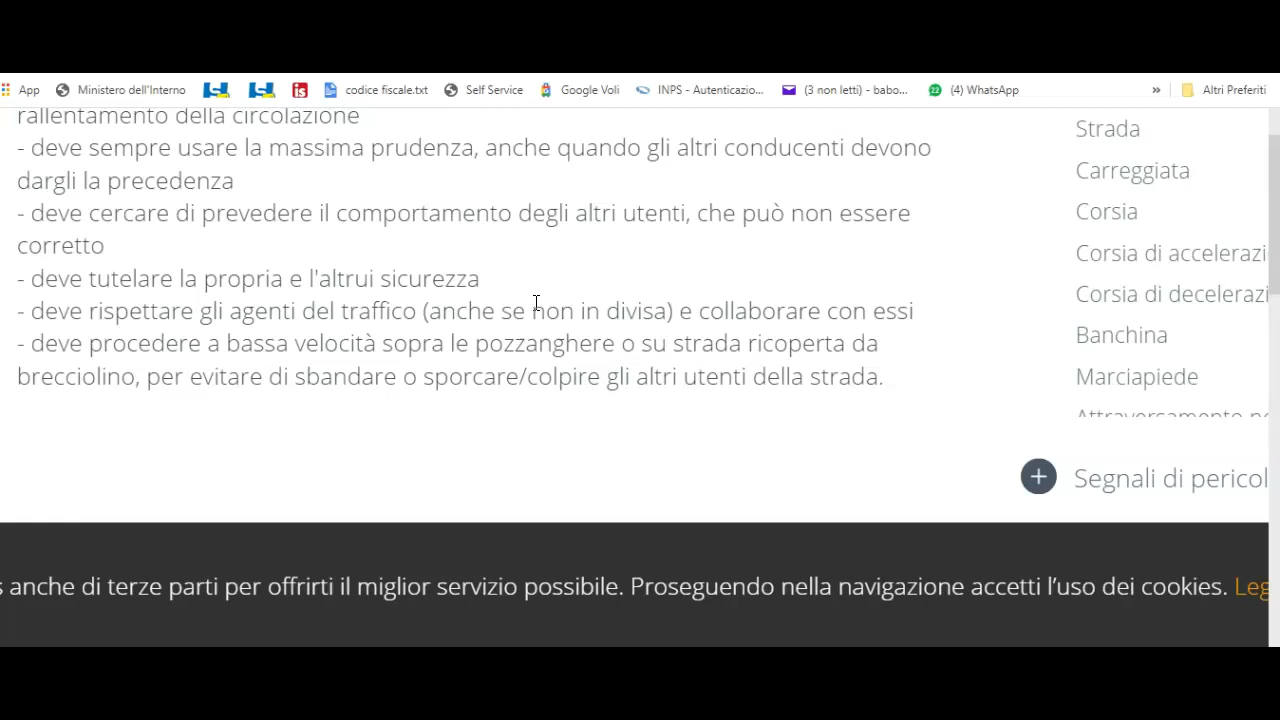 App Ministero dell'Interno is codice fiscale.txt Self Service Google Voli INPS - Autenticazio... (3 non letti) - babo... 22 (4) WhatsApp » Altri Preferiti
rallentamento della circolazione
- deve sempre usare la massima prudenza, anche quando gli altri conducenti devono
dargli la precedenza
- deve cercare di prevedere il comportamento degli altri utenti, che può non essere
corretto
- deve tutelare la propria e l'altrui sicurezza
- deve rispettare gli agenti del traffico (anche se non in divisa) e collaborare con essi
- deve procedere a bassa velocità sopra le pozzanghere o su strada ricoperta da
brecciolino, per evitare di sbandare o sporcare/colpire gli altri utenti della strada.
Strada
Carreggiata
Corsia
Corsia di accelerazi
Corsia di decelerazi
Banchina
Marciapiede
Attraversamento pe
Segnali di pericol
s anche di terze parti per offrirti il miglior servizio possibile. Proseguendo nella navigazione accetti l’uso dei cookies. Leg